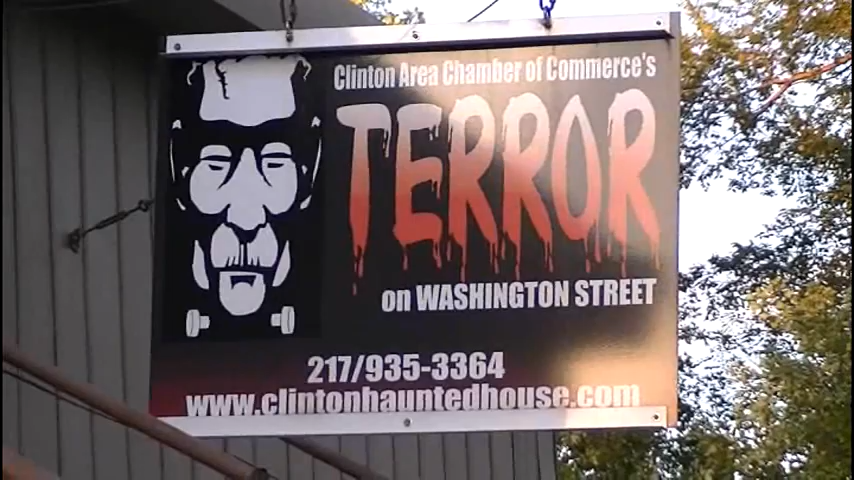 Clinton Area Chamber of Commerce's
TERROR
on WASHINGTON STREET
217/935-3364
www.clintonhauntedhouse.com